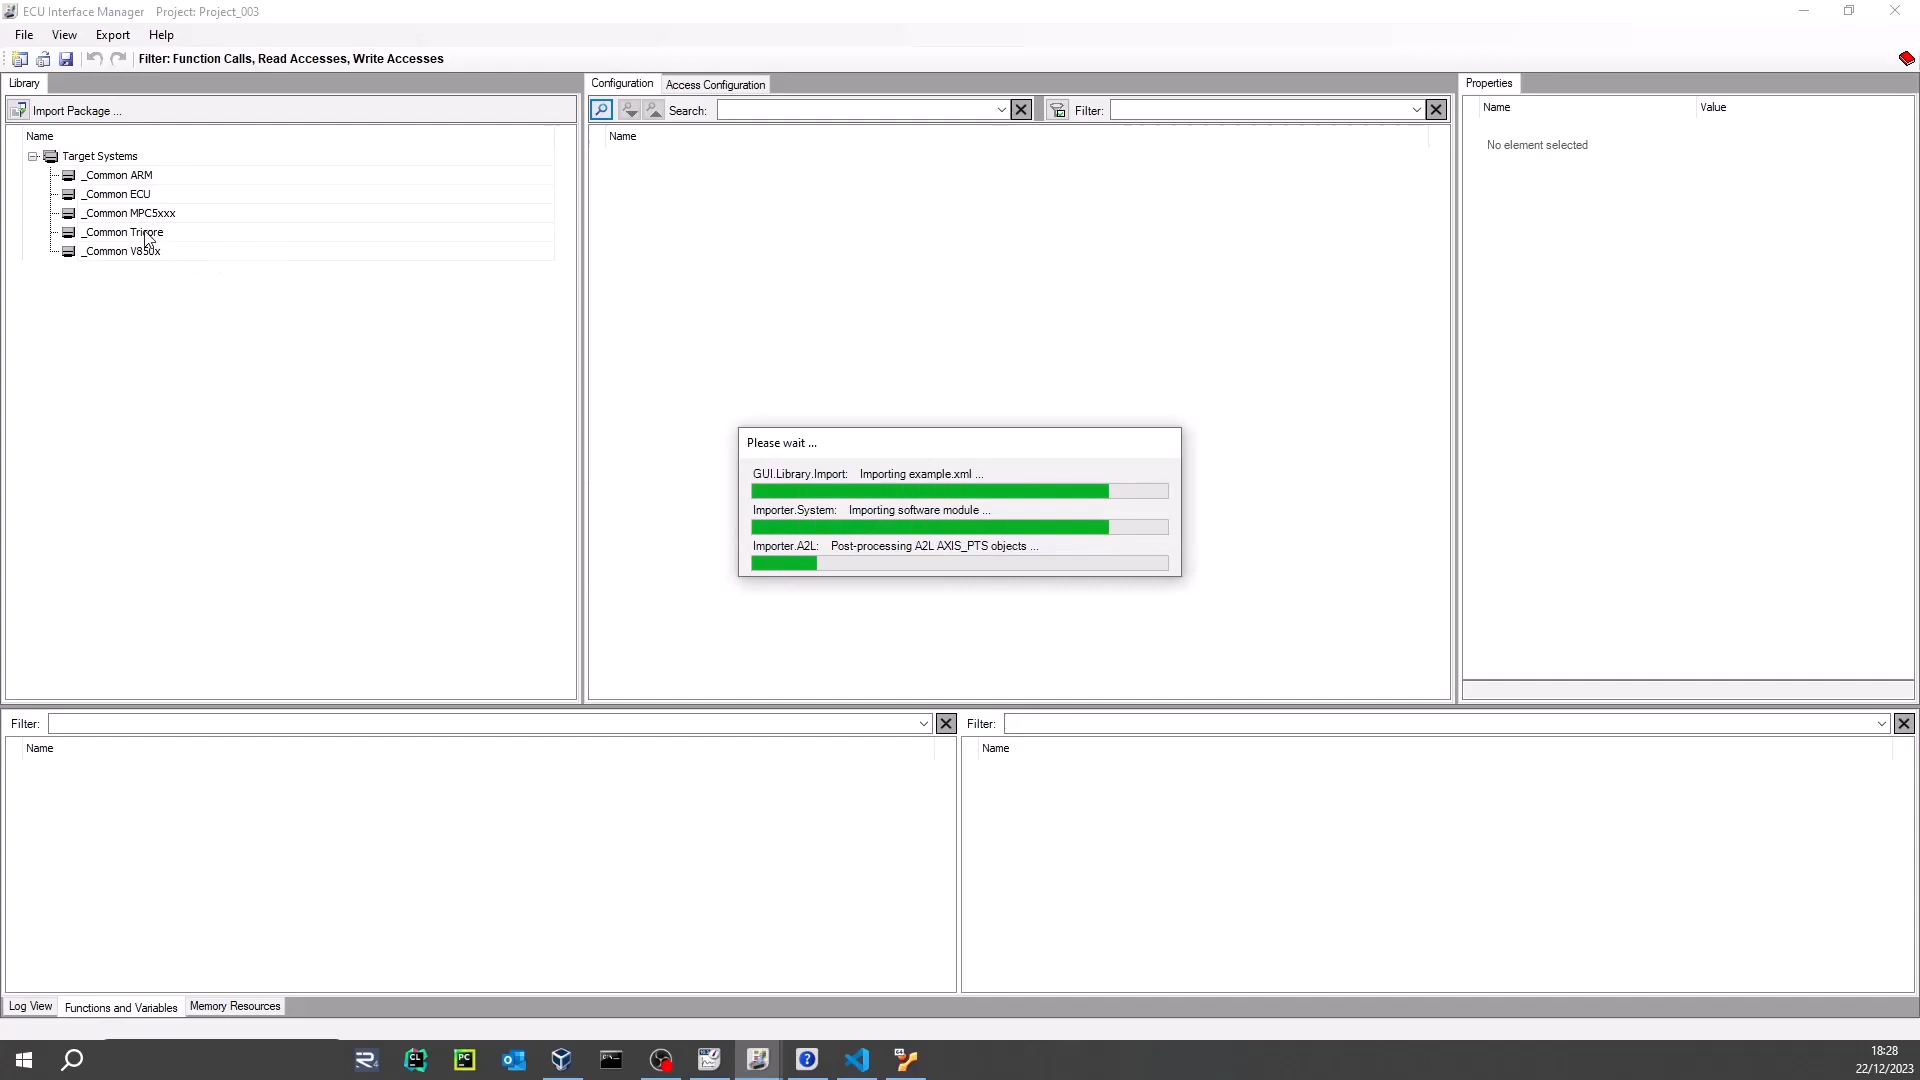 ECU Interface Manager Project: Project_003
File View Export Help
Filter: Function Calls, Read Accesses, Write Accesses
Library
Import Package ...
Name
Target Systems
_Common ARM
_Common ECU
_Common MPC5xxx
_Common Tricore
_Common V850x
Configuration Access Configuration
Search: Filter:
Name
Properties
Name Value
No element selected
Please wait ...
GUI.Library.Import: Importing example.xml ...
Importer.System: Importing software module ...
Importer.A2L: Post-processing A2L AXIS_PTS objects ...
Filter: Filter:
Name Name
Log View Functions and Variables Memory Resources
18:28
22/12/2023